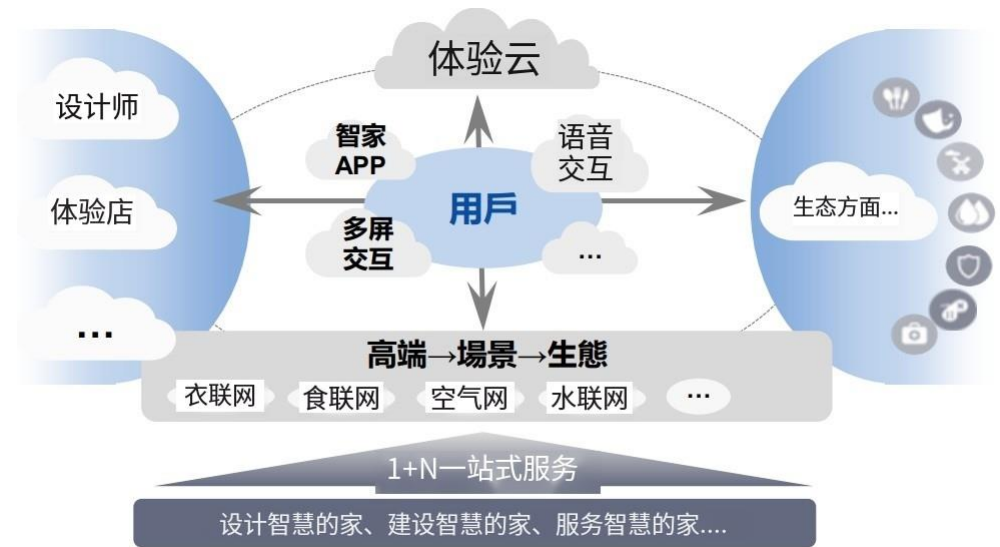 体验云
设计师
智家
APP
语音
交互
体验店
用戶
生态方面...
多屏
交互
...
...
高端→場景→生態
衣联网
食联网
空气网
水联网
...
1+N一站式服务
设计智慧的家、建设智慧的家、服务智慧的家....